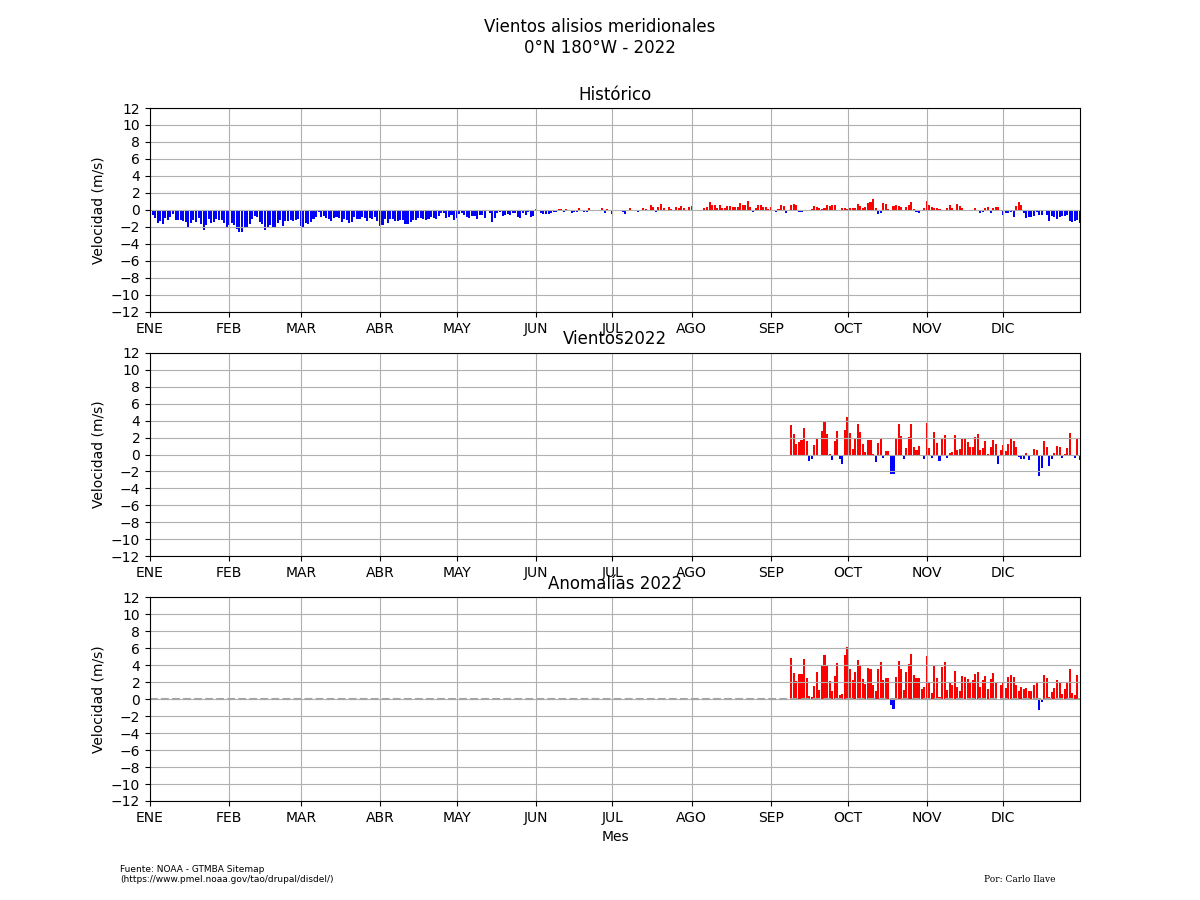 Vientos alisios meridionales
0°N 180°W - 2022
Histórico
12
10
8
6
4
2
0
−2
−4
−6
−8
−10
−12
Velocidad (m/s)
ENE FEB MAR ABR MAY JUN JUL AGO SEP OCT NOV DIC
Vientos2022
12
10
8
6
4
2
0
−2
−4
−6
−8
−10
−12
Velocidad (m/s)
ENE FEB MAR ABR MAY JUN JUL AGO SEP OCT NOV DIC
Anomalías 2022
12
10
8
6
4
2
0
−2
−4
−6
−8
−10
−12
Velocidad (m/s)
ENE FEB MAR ABR MAY JUN JUL AGO SEP OCT NOV DIC
Mes
Fuente: NOAA - GTMBA Sitemap
(https://www.pmel.noaa.gov/tao/drupal/disdel/)
Por: Carlo Ilave